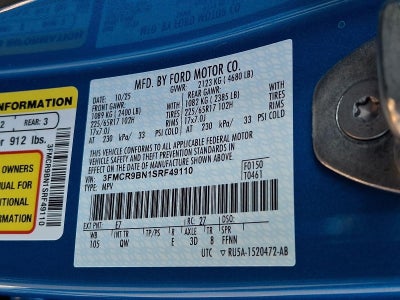 MFD. BY FORD MOTOR CO.
DATE: 10/25 GVWR: 2123 KG (4680 LB)
FRONT GAWR: REAR GAWR:
1089 KG (2400 LB) 1082 KG (2385 LB)
225/65R17 102H TIRES 225/65R17 102H TIRES
17x7.0J RIMS 17x7.0J RIMS
AT 230 kPa/ 33 PSI COLD AT 230 kPa/ 33 PSI COLD
THIS VEHICLE CONFORMS TO ALL APPLICABLE FEDERAL MOTOR
VEHICLE SAFETY, BUMPER, AND THEFT PREVENTION STANDARDS IN
EFFECT ON THE DATE OF MANUFACTURE SHOWN ABOVE.
VIN: 3FMCR9BN1SRF49110
TYPE: MPV
F0150
T0461
EXT PNT: E7 RC: 27 DSO:
WB INT TR TP/PS R AXLE TR SPR
105 QW E 3D 8 FFNN
UTC RU5A-1520472-AB
INFORMATION
2 REAR: 3
r 912 lbs.
OWNERS
MANUAL FOR
3FMCR9BN1SRF49110